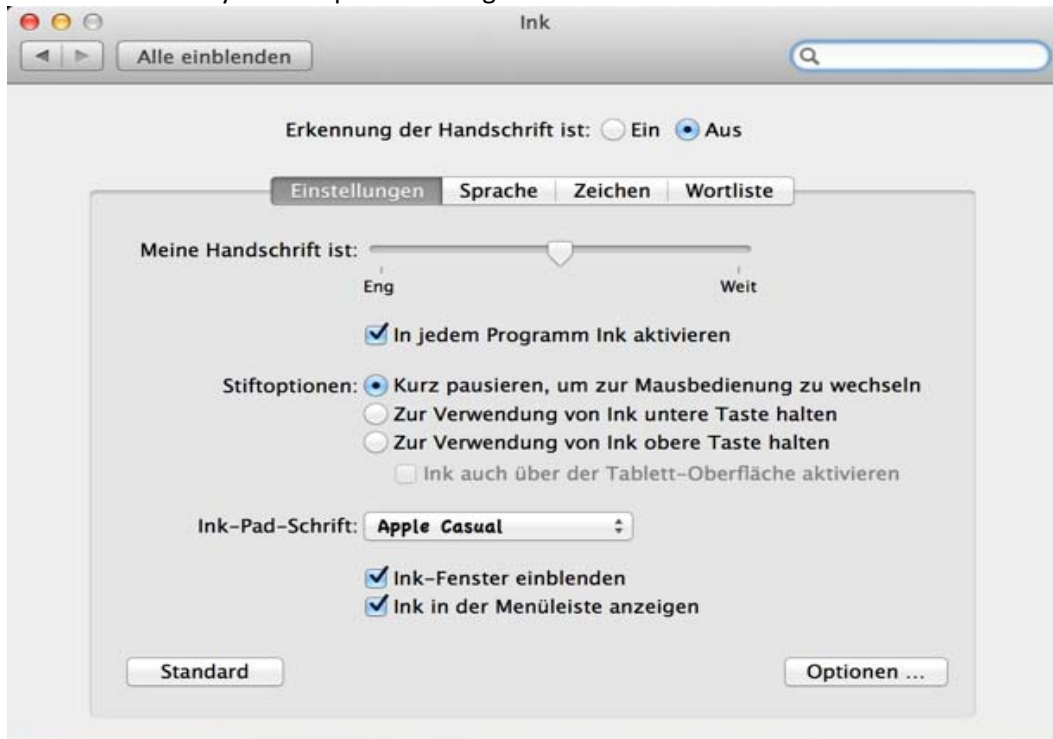 Ink
Alle einblenden
Erkennung der Handschrift ist: Ein Aus
Einstellungen Sprache Zeichen Wortliste
Meine Handschrift ist:
Eng Weit
In jedem Programm Ink aktivieren
Stiftoptionen: Kurz pausieren, um zur Mausbedienung zu wechseln
Zur Verwendung von Ink untere Taste halten
Zur Verwendung von Ink obere Taste halten
Ink auch über der Tablett-Oberfläche aktivieren
Ink-Pad-Schrift: Apple Casual
Ink-Fenster einblenden
Ink in der Menüleiste anzeigen
Standard Optionen ...